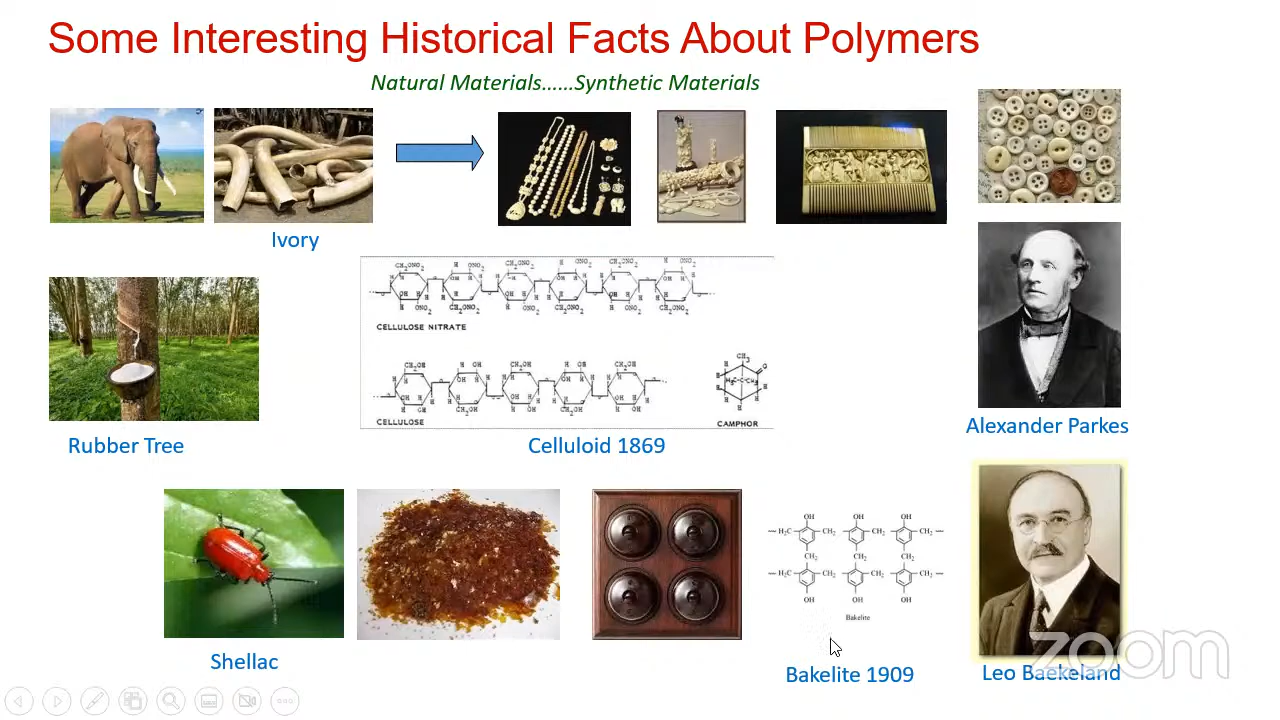 Some Interesting Historical Facts About Polymers
Natural Materials......Synthetic Materials
Ivory
CELLULOSE NITRATE
CELLULOSE
CAMPHOR
Rubber Tree
Celluloid 1869
Alexander Parkes
Bakelite
Shellac
Bakelite 1909
Leo Baekeland
zoom